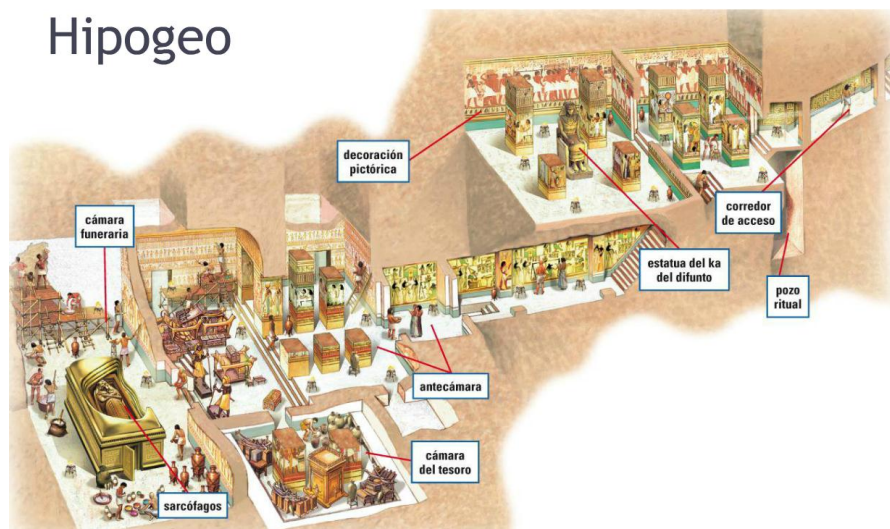 Hipogeo
decoración
pictórica
cámara
funeraria
corredor
de acceso
estatua del ka
del difunto
pozo
ritual
antecámara
cámara
del tesoro
sarcófagos